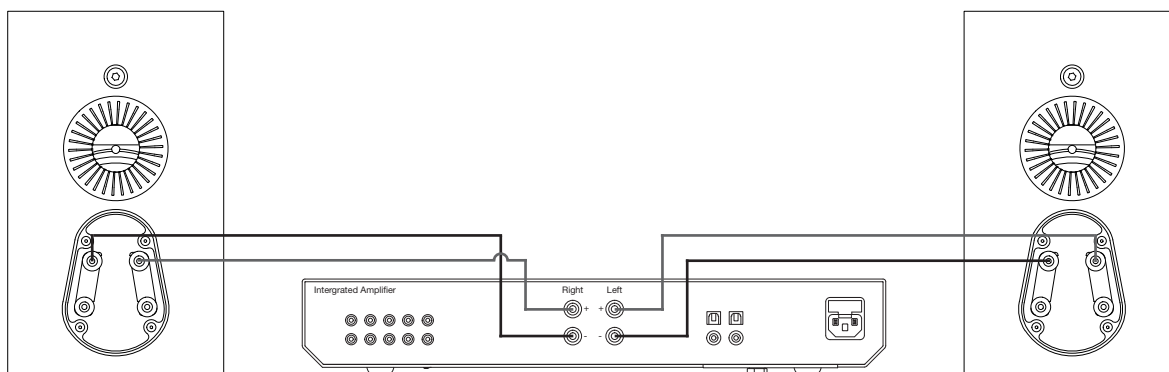 Intergrated Amplifier
Right Left
+ +
- -